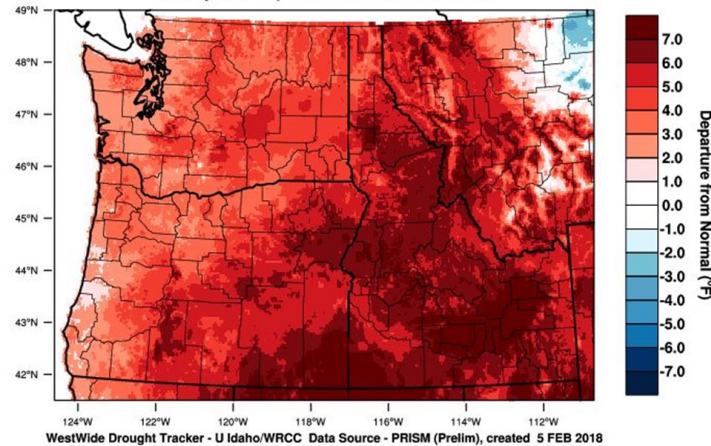 49°N
48°N
47°N
46°N
45°N
44°N
43°N
42°N
124°W 122°W 120°W 118°W 116°W 114°W 112°W
7.0
6.0
5.0
4.0
3.0
2.0
1.0
0.0
-1.0
-2.0
-3.0
-4.0
-5.0
-6.0
-7.0
Departure from Normal (°F)
WestWide Drought Tracker - U Idaho/WRCC Data Source - PRISM (Prelim), created 5 FEB 2018